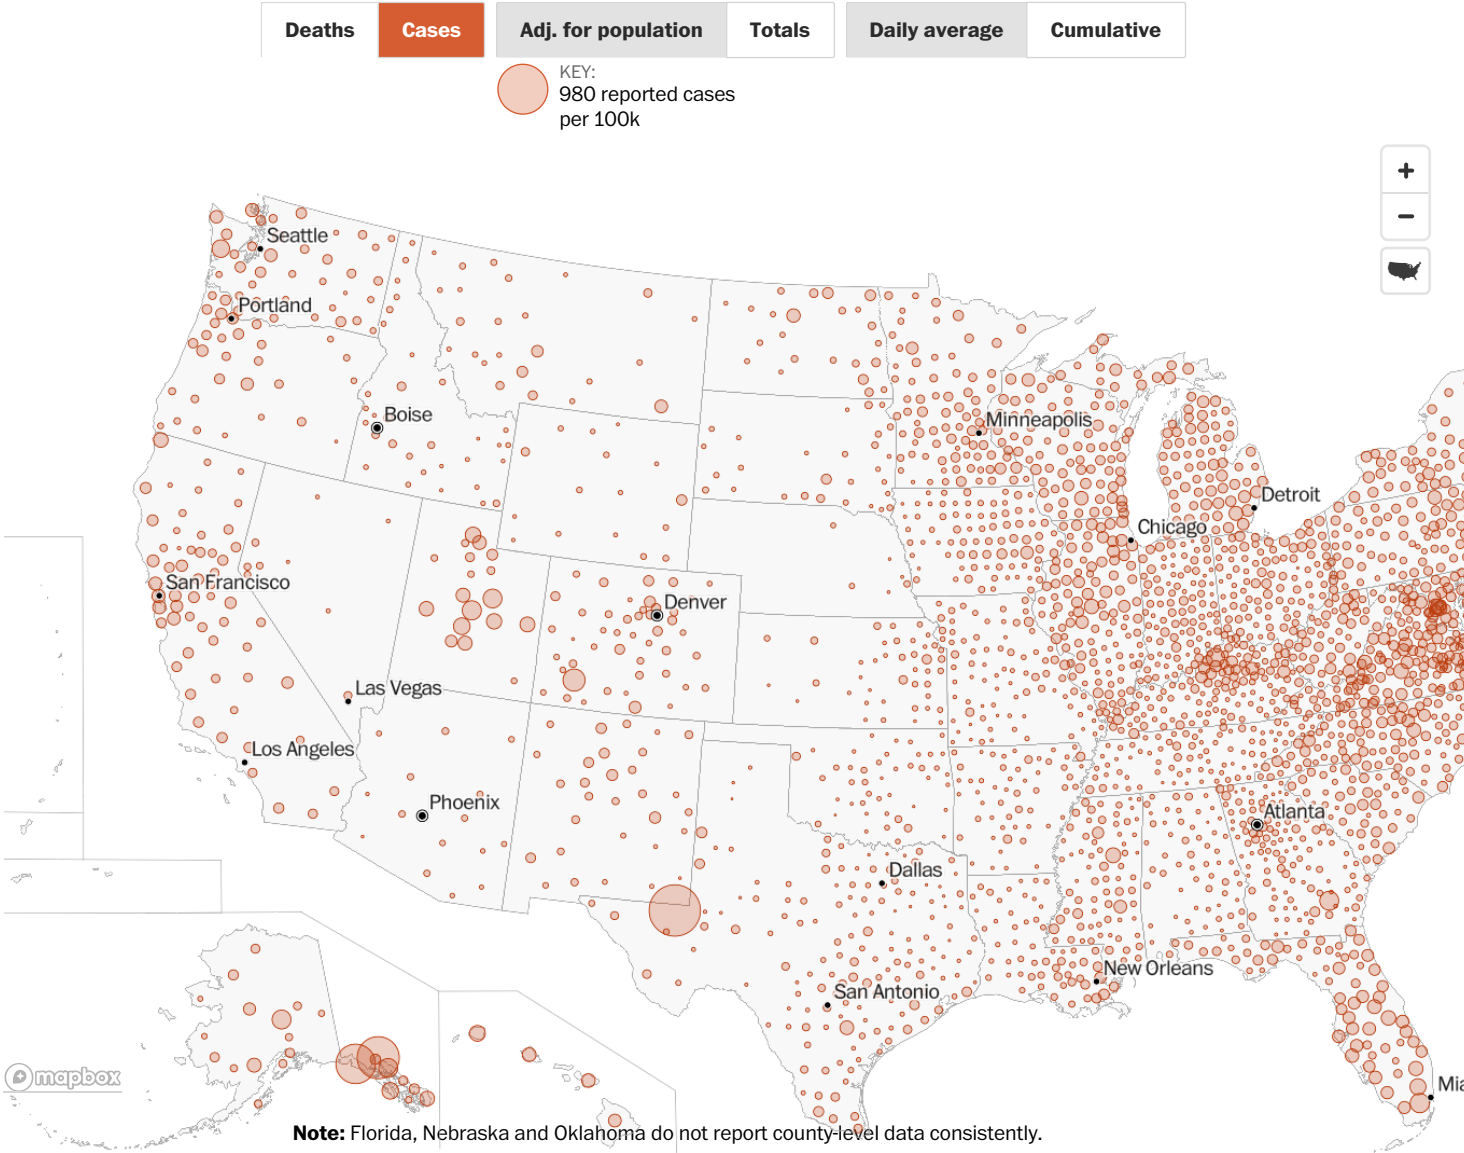 Deaths Cases Adj. for population Totals Daily average Cumulative
KEY:
980 reported cases
per 100k
+
−
Seattle
Portland
Boise
Minneapolis
Detroit
Chicago
San Francisco
Denver
Las Vegas
Los Angeles
Phoenix
Atlanta
Dallas
New Orleans
San Antonio
mapbox
Mia
Note: Florida, Nebraska and Oklahoma do not report county-level data consistently.